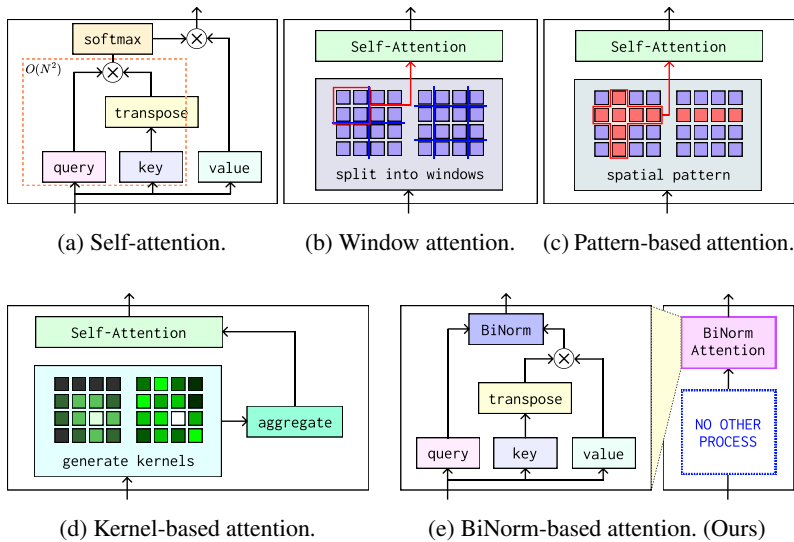 softmax
O(N²)
transpose
query
key
value
(a) Self-attention.
Self-Attention
split into windows
(b) Window attention.
Self-Attention
spatial pattern
(c) Pattern-based attention.
Self-Attention
aggregate
generate kernels
(d) Kernel-based attention.
BiNorm
transpose
query
key
value
BiNorm
Attention
NO OTHER
PROCESS
(e) BiNorm-based attention. (Ours)